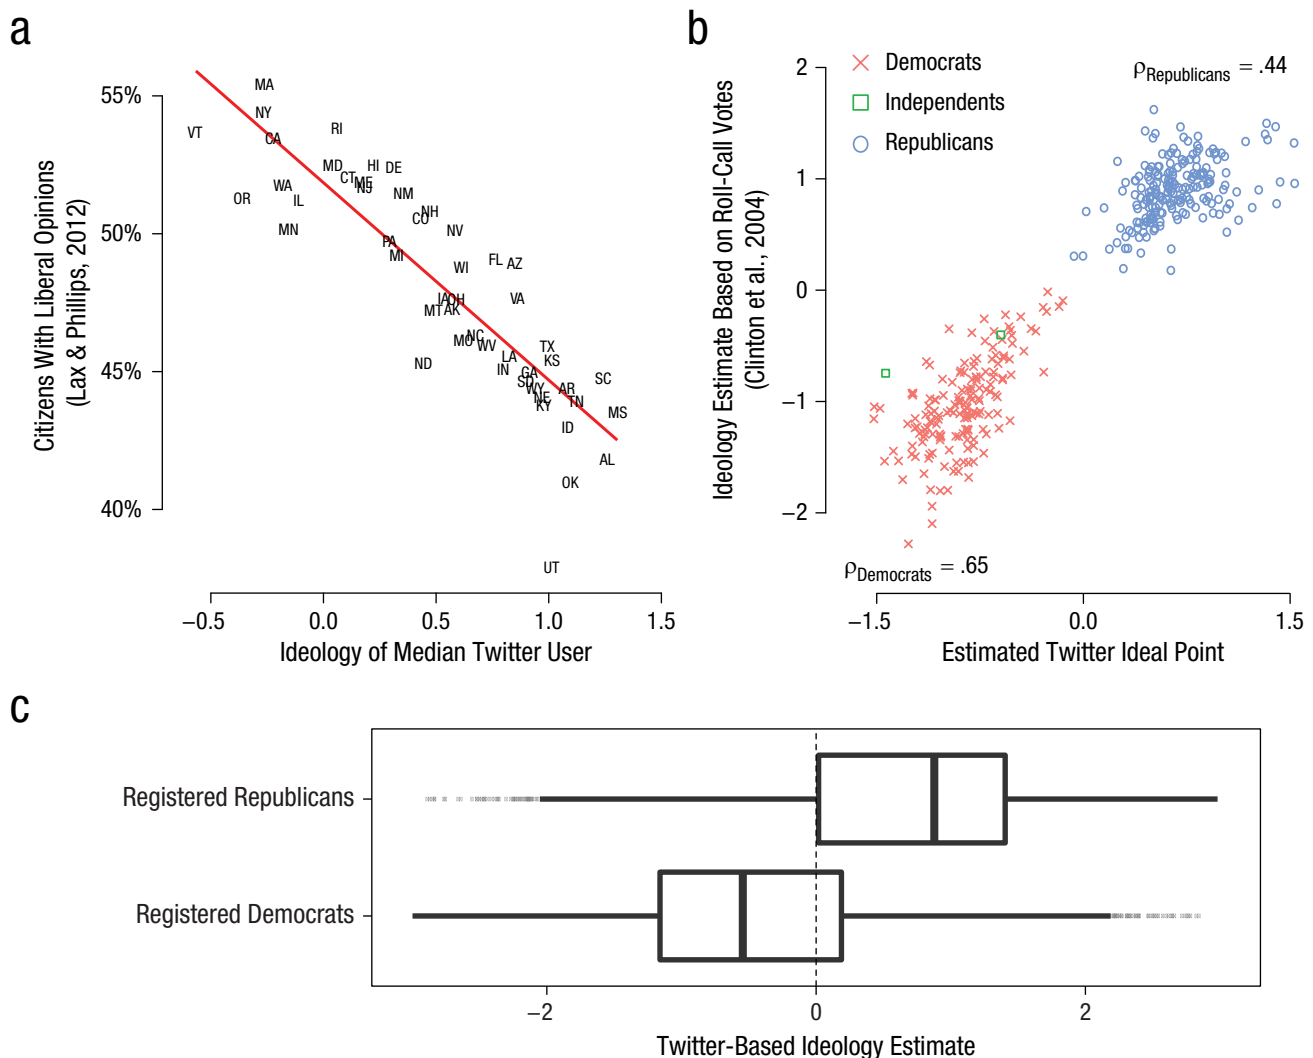 a
Citizens With Liberal Opinions
(Lax & Phillips, 2012)
55%
50%
45%
40%
MA
NY
VT
CA
RI
MD
HI
DE
CT
ME
NJ
WA
OR
IL
NM
NH
CO
MN
NV
PA
MI
FL
AZ
WI
IA
OH
VA
MT
AK
NC
MO
WV
TX
ND
LA
KS
IN
GA
SC
SD
WY
AR
NE
TN
KY
MS
ID
AL
OK
UT
−0.5 0.0 0.5 1.0 1.5
Ideology of Median Twitter User
b
Ideology Estimate Based on Roll-Call Votes
(Clinton et al., 2004)
2
1
0
−1
−2
Democrats
Independents
Republicans
ρRepublicans = .44
ρDemocrats = .65
−1.5 0.0 1.5
Estimated Twitter Ideal Point
c
Registered Republicans
Registered Democrats
−2 0 2
Twitter-Based Ideology Estimate